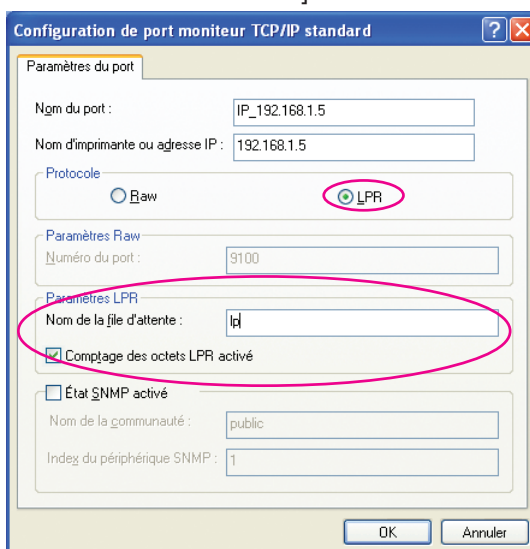 Configuration de port moniteur TCP/IP standard
Paramètres du port
Nom du port : IP_192.168.1.5
Nom d'imprimante ou adresse IP : 192.168.1.5
Protocole
Raw LPR
Paramètres Raw
Numéro du port : 9100
Paramètres LPR
Nom de la file d'attente : lp
Comptage des octets LPR activé
État SNMP activé
Nom de la communauté : public
Index du périphérique SNMP : 1
OK Annuler